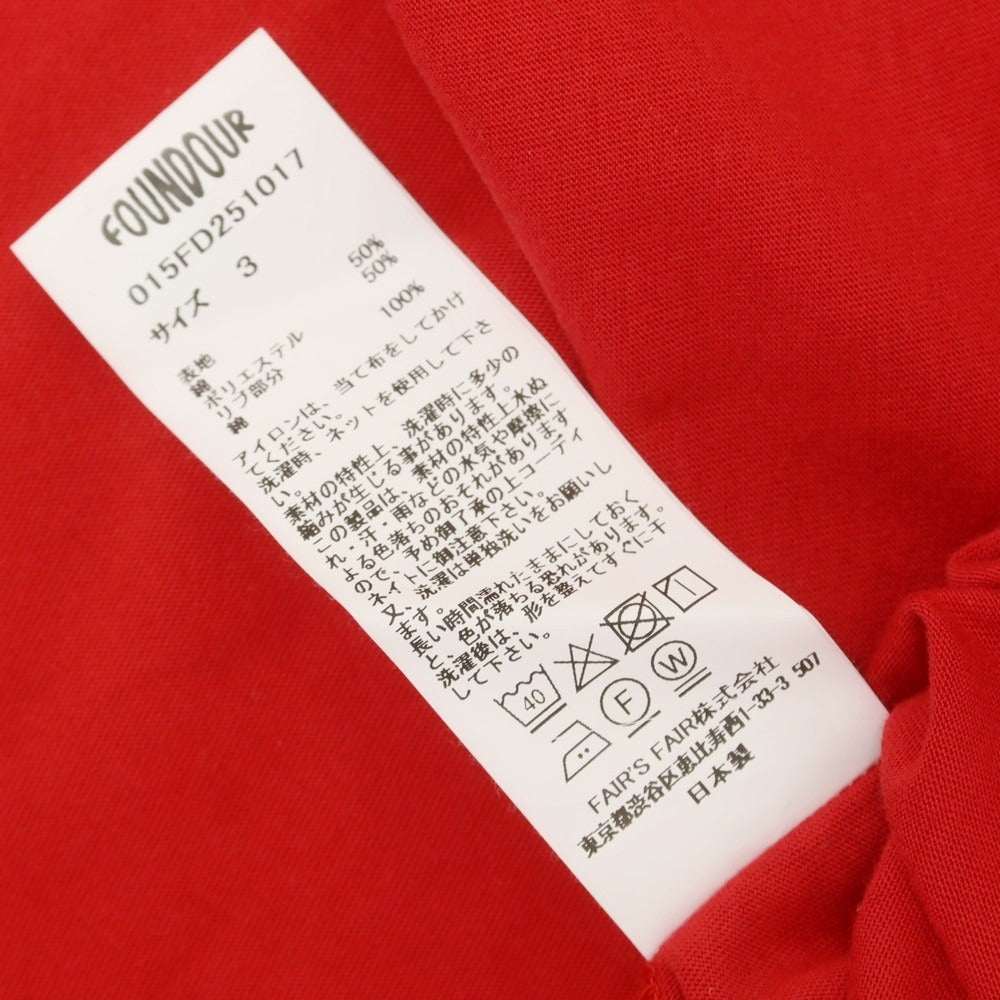 FOUNDOUR
015FD251017
サイズ 3
表地
綿 50%
ポリエステル 50%
リブ部分
綿 100%
アイロンは、当て布をしてかけ
てください。
洗濯時、ネットを使用して下さ
い。
素材の特性上、洗濯時に多少の
縮みが生じる事があります。
この製品は、素材の特性上水ぬ
れ・汗・雨などの水気や摩擦に
よる色落ちのおそれがあります
ので、予め御了承の上コーディ
ネイトに御注意下さい。
又、洗濯は単独洗いをお願いし
ます。
長い時間濡れたままにしておく
と、色が落ちる恐れがあります。
洗濯後は、形を整えてすぐに干
して下さい。
40
F W
FAIR'S FAIR株式会社
東京都渋谷区恵比寿西1-33-3 507
日本製